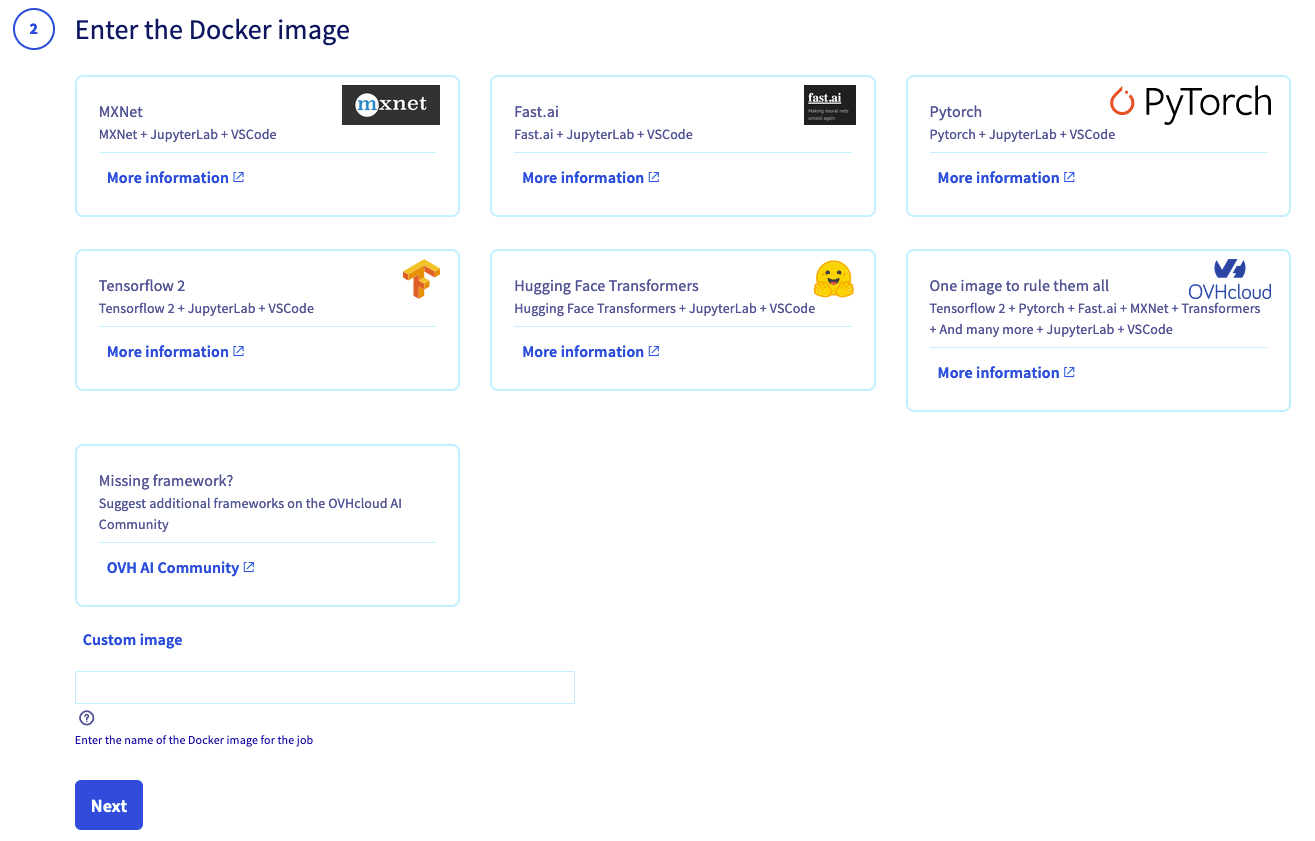 2
Enter the Docker image
MXNet
mxnet
MXNet + JupyterLab + VSCode
More information
Fast.ai
fast.ai
Making neural nets
uncool again
Fast.ai + JupyterLab + VSCode
More information
Pytorch
PyTorch
Pytorch + JupyterLab + VSCode
More information
Tensorflow 2
Tensorflow 2 + JupyterLab + VSCode
More information
Hugging Face Transformers
Hugging Face Transformers + JupyterLab + VSCode
More information
One image to rule them all
OVHcloud
Tensorflow 2 + Pytorch + Fast.ai + MXNet + Transformers
+ And many more + JupyterLab + VSCode
More information
Missing framework?
Suggest additional frameworks on the OVHcloud AI
Community
OVH AI Community
Custom image
?
Enter the name of the Docker image for the job
Next